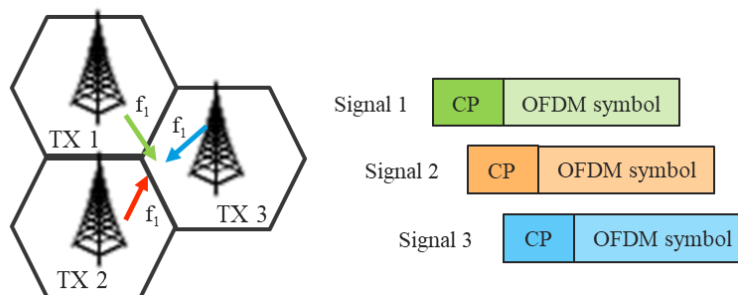 f₁
TX 1
f₁
f₁
TX 3
TX 2
Signal 1 CP OFDM symbol
Signal 2 CP OFDM symbol
Signal 3 CP OFDM symbol